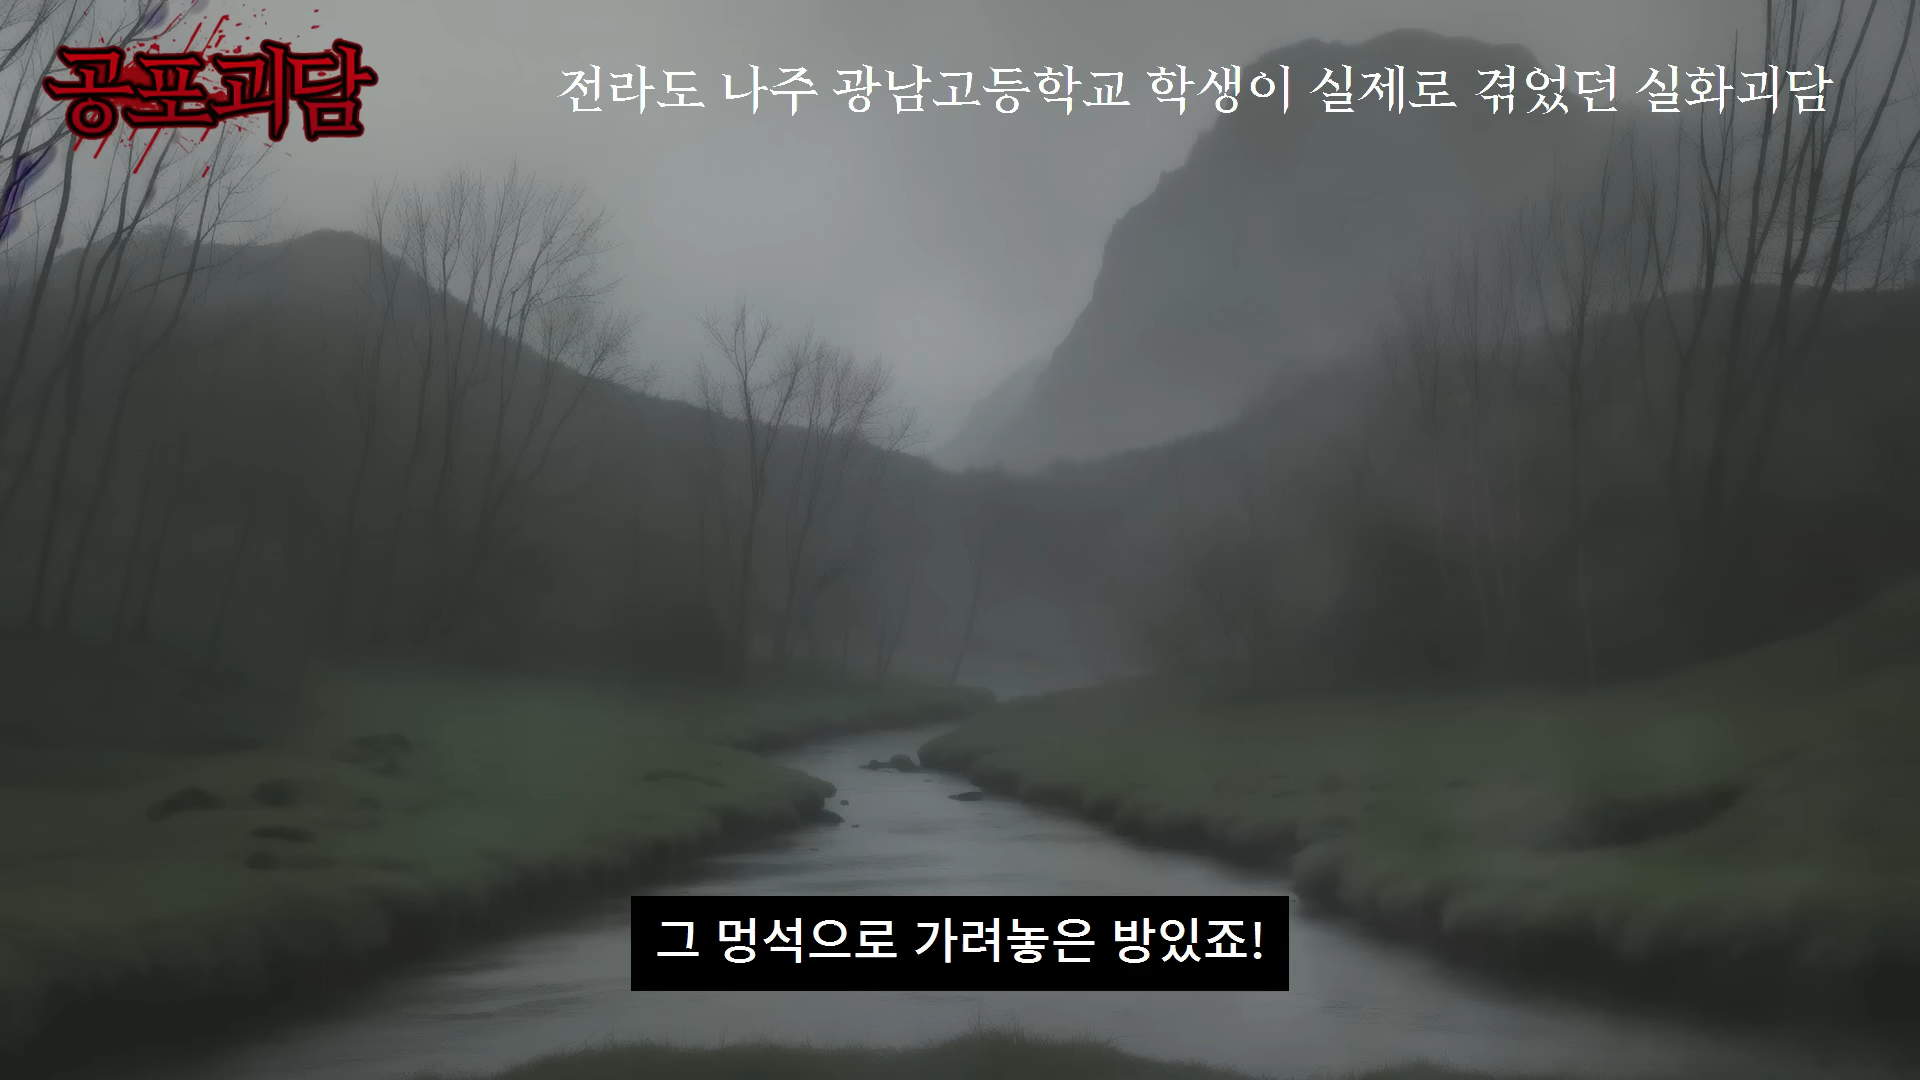 공포괴담
전라도 나주 광남고등학교 학생이 실제로 겪었던 실화괴담
그 멍석으로 가려놓은 방있죠!